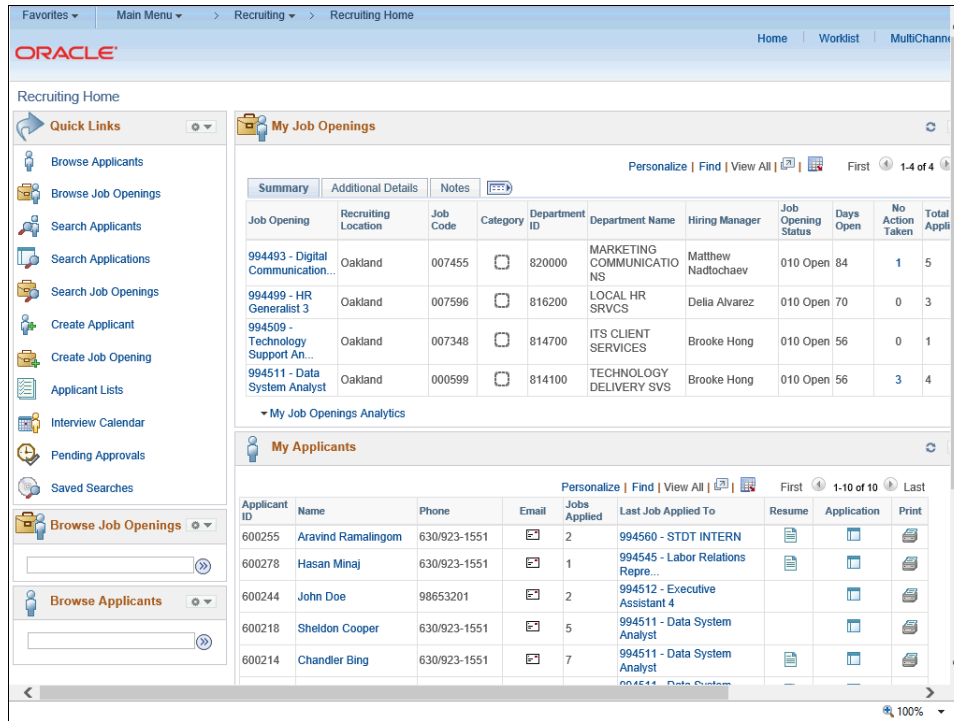 Favorites Main Menu > Recruiting > Recruiting Home
Home Worklist MultiChanne
ORACLE
Recruiting Home
Quick Links
Browse Applicants
Browse Job Openings
Search Applicants
Search Applications
Search Job Openings
Create Applicant
Create Job Opening
Applicant Lists
Interview Calendar
Pending Approvals
Saved Searches
Browse Job Openings
Browse Applicants
My Job Openings
Personalize | Find | View All | | First 1-4 of 4
Summary Additional Details Notes
Job Opening Recruiting Location Job Code Category Department ID Department Name Hiring Manager Job Opening Status Days Open No Action Taken Total Appli
994493 - Digital Communication... Oakland 007455 820000 MARKETING COMMUNICATIO NS Matthew Nadtochaev 010 Open 84 1 5
994499 - HR Generalist 3 Oakland 007596 816200 LOCAL HR SRVCS Delia Alvarez 010 Open 70 0 3
994509 - Technology Support An... Oakland 007348 814700 ITS CLIENT SERVICES Brooke Hong 010 Open 56 0 1
994511 - Data System Analyst Oakland 000599 814100 TECHNOLOGY DELIVERY SVS Brooke Hong 010 Open 56 3 4
My Job Openings Analytics
My Applicants
Personalize | Find | View All | | First 1-10 of 10 Last
Applicant ID Name Phone Email Jobs Applied Last Job Applied To Resume Application Print
600255 Aravind Ramalingom 630/923-1551 2 994560 - STDT INTERN
600278 Hasan Minaj 630/923-1551 1 994545 - Labor Relations Repre...
600244 John Doe 98653201 2 994512 - Executive Assistant 4
600218 Sheldon Cooper 630/923-1551 5 994511 - Data System Analyst
600214 Chandler Bing 630/923-1551 7 994511 - Data System Analyst
100%